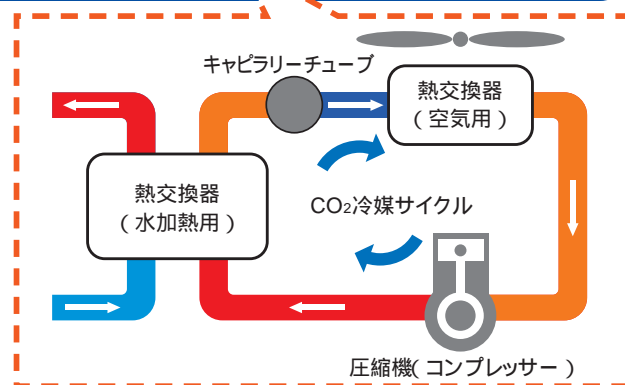 キャピラリーチューブ
熱交換器
（空気用）
熱交換器
（水加熱用）
CO₂冷媒サイクル
圧縮機（コンプレッサー）